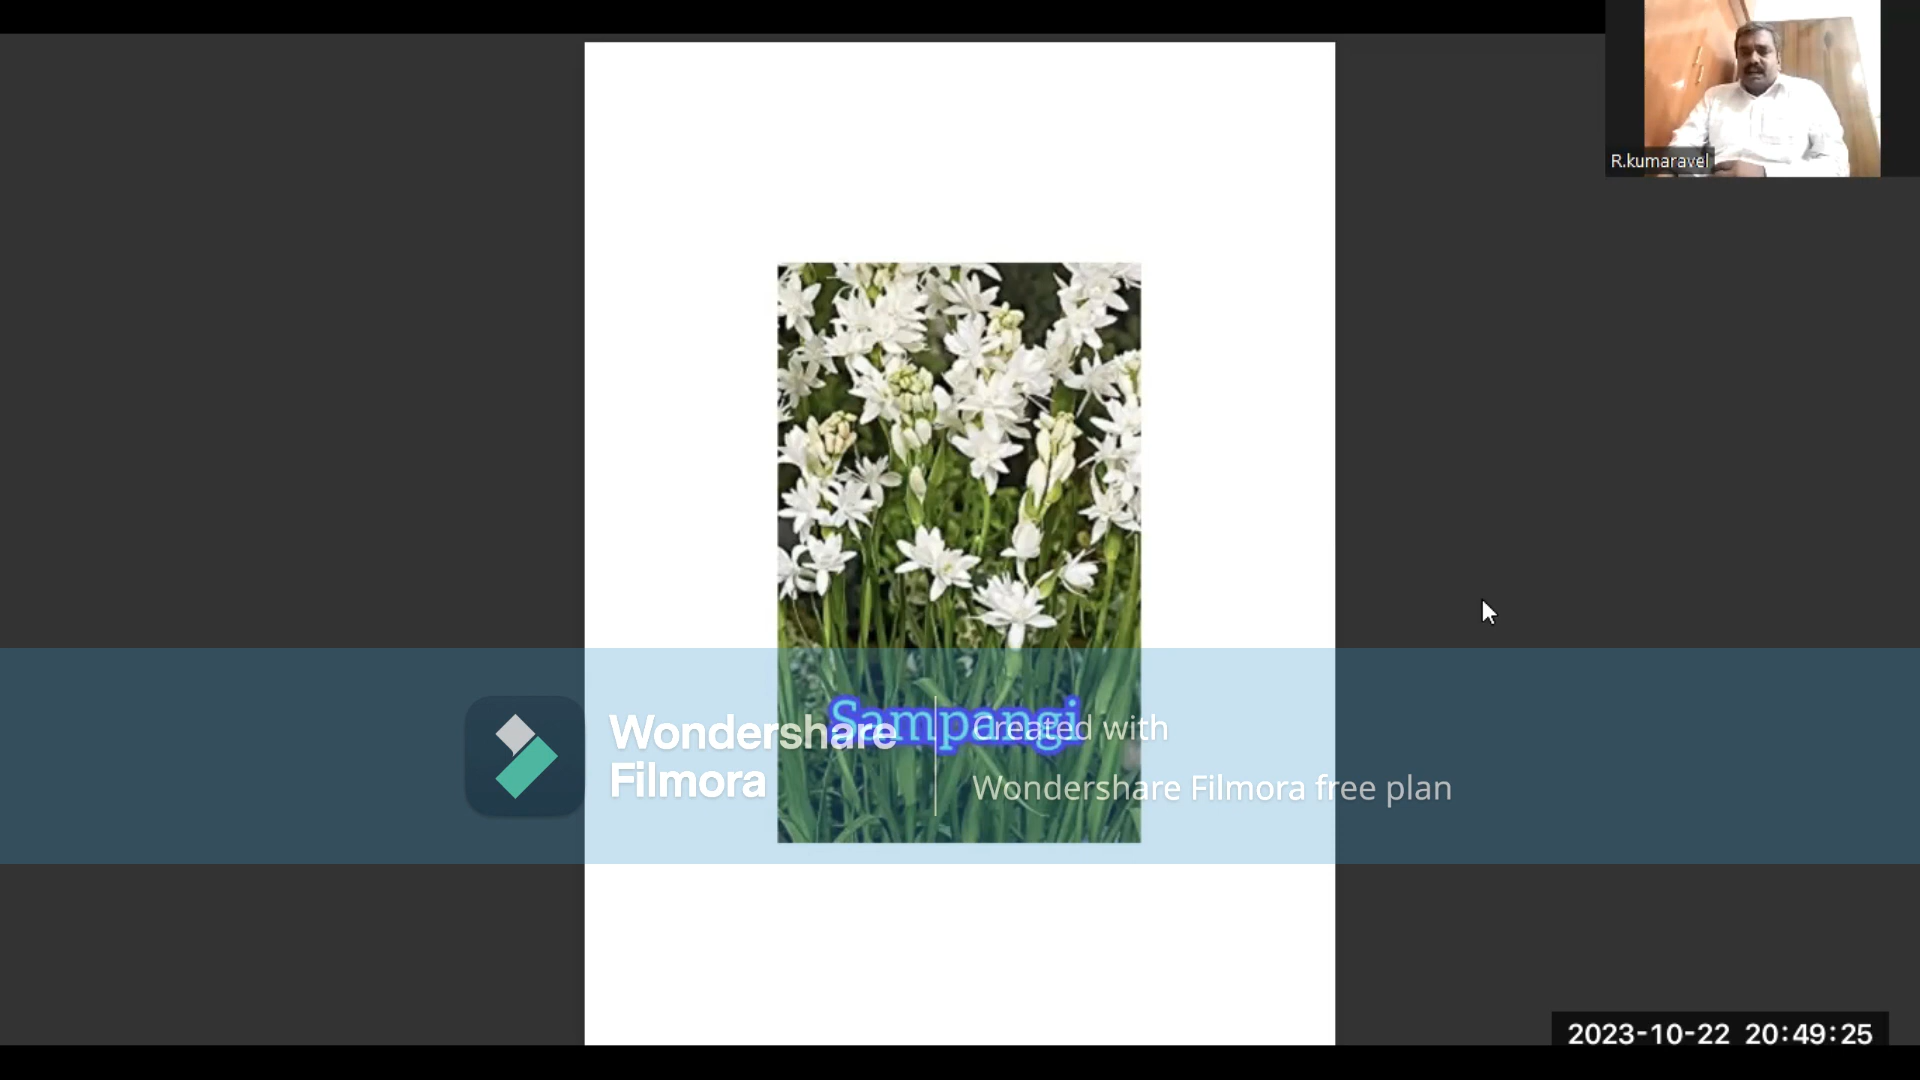 R.kumaravel
Sampangi
Wondershare
Filmora
Created with
Wondershare Filmora free plan
2023-10-22 20:49:25